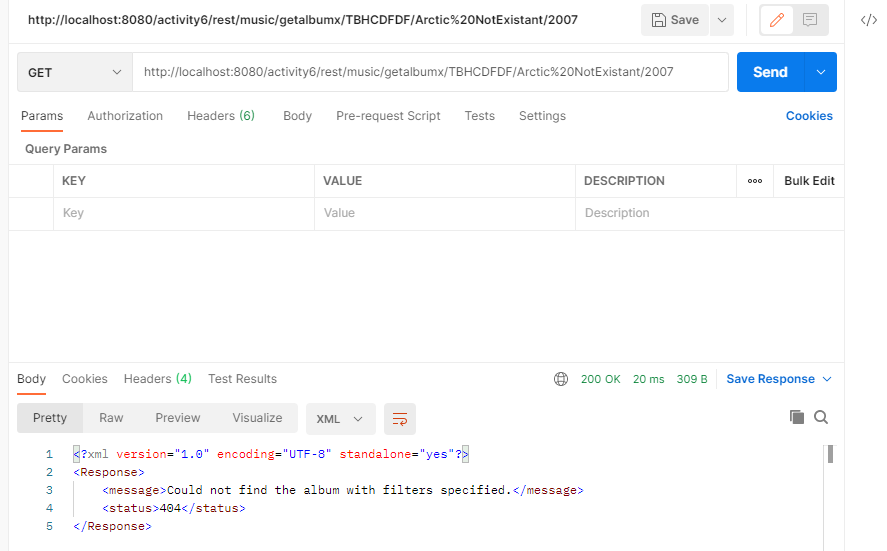 http://localhost:8080/activity6/rest/music/getalbumx/TBHCDFDF/Arctic%20NotExistant/2007 Save </>
GET http://localhost:8080/activity6/rest/music/getalbumx/TBHCDFDF/Arctic%20NotExistant/2007 Send
Params Authorization Headers (6) Body Pre-request Script Tests Settings Cookies
Query Params
KEY VALUE DESCRIPTION ooo Bulk Edit
Key Value Description
Body Cookies Headers (4) Test Results 200 OK 20 ms 309 B Save Response
Pretty Raw Preview Visualize XML
1 <?xml version="1.0" encoding="UTF-8" standalone="yes"?>
2 <Response>
3 <message>Could not find the album with filters specified.</message>
4 <status>404</status>
5 </Response>